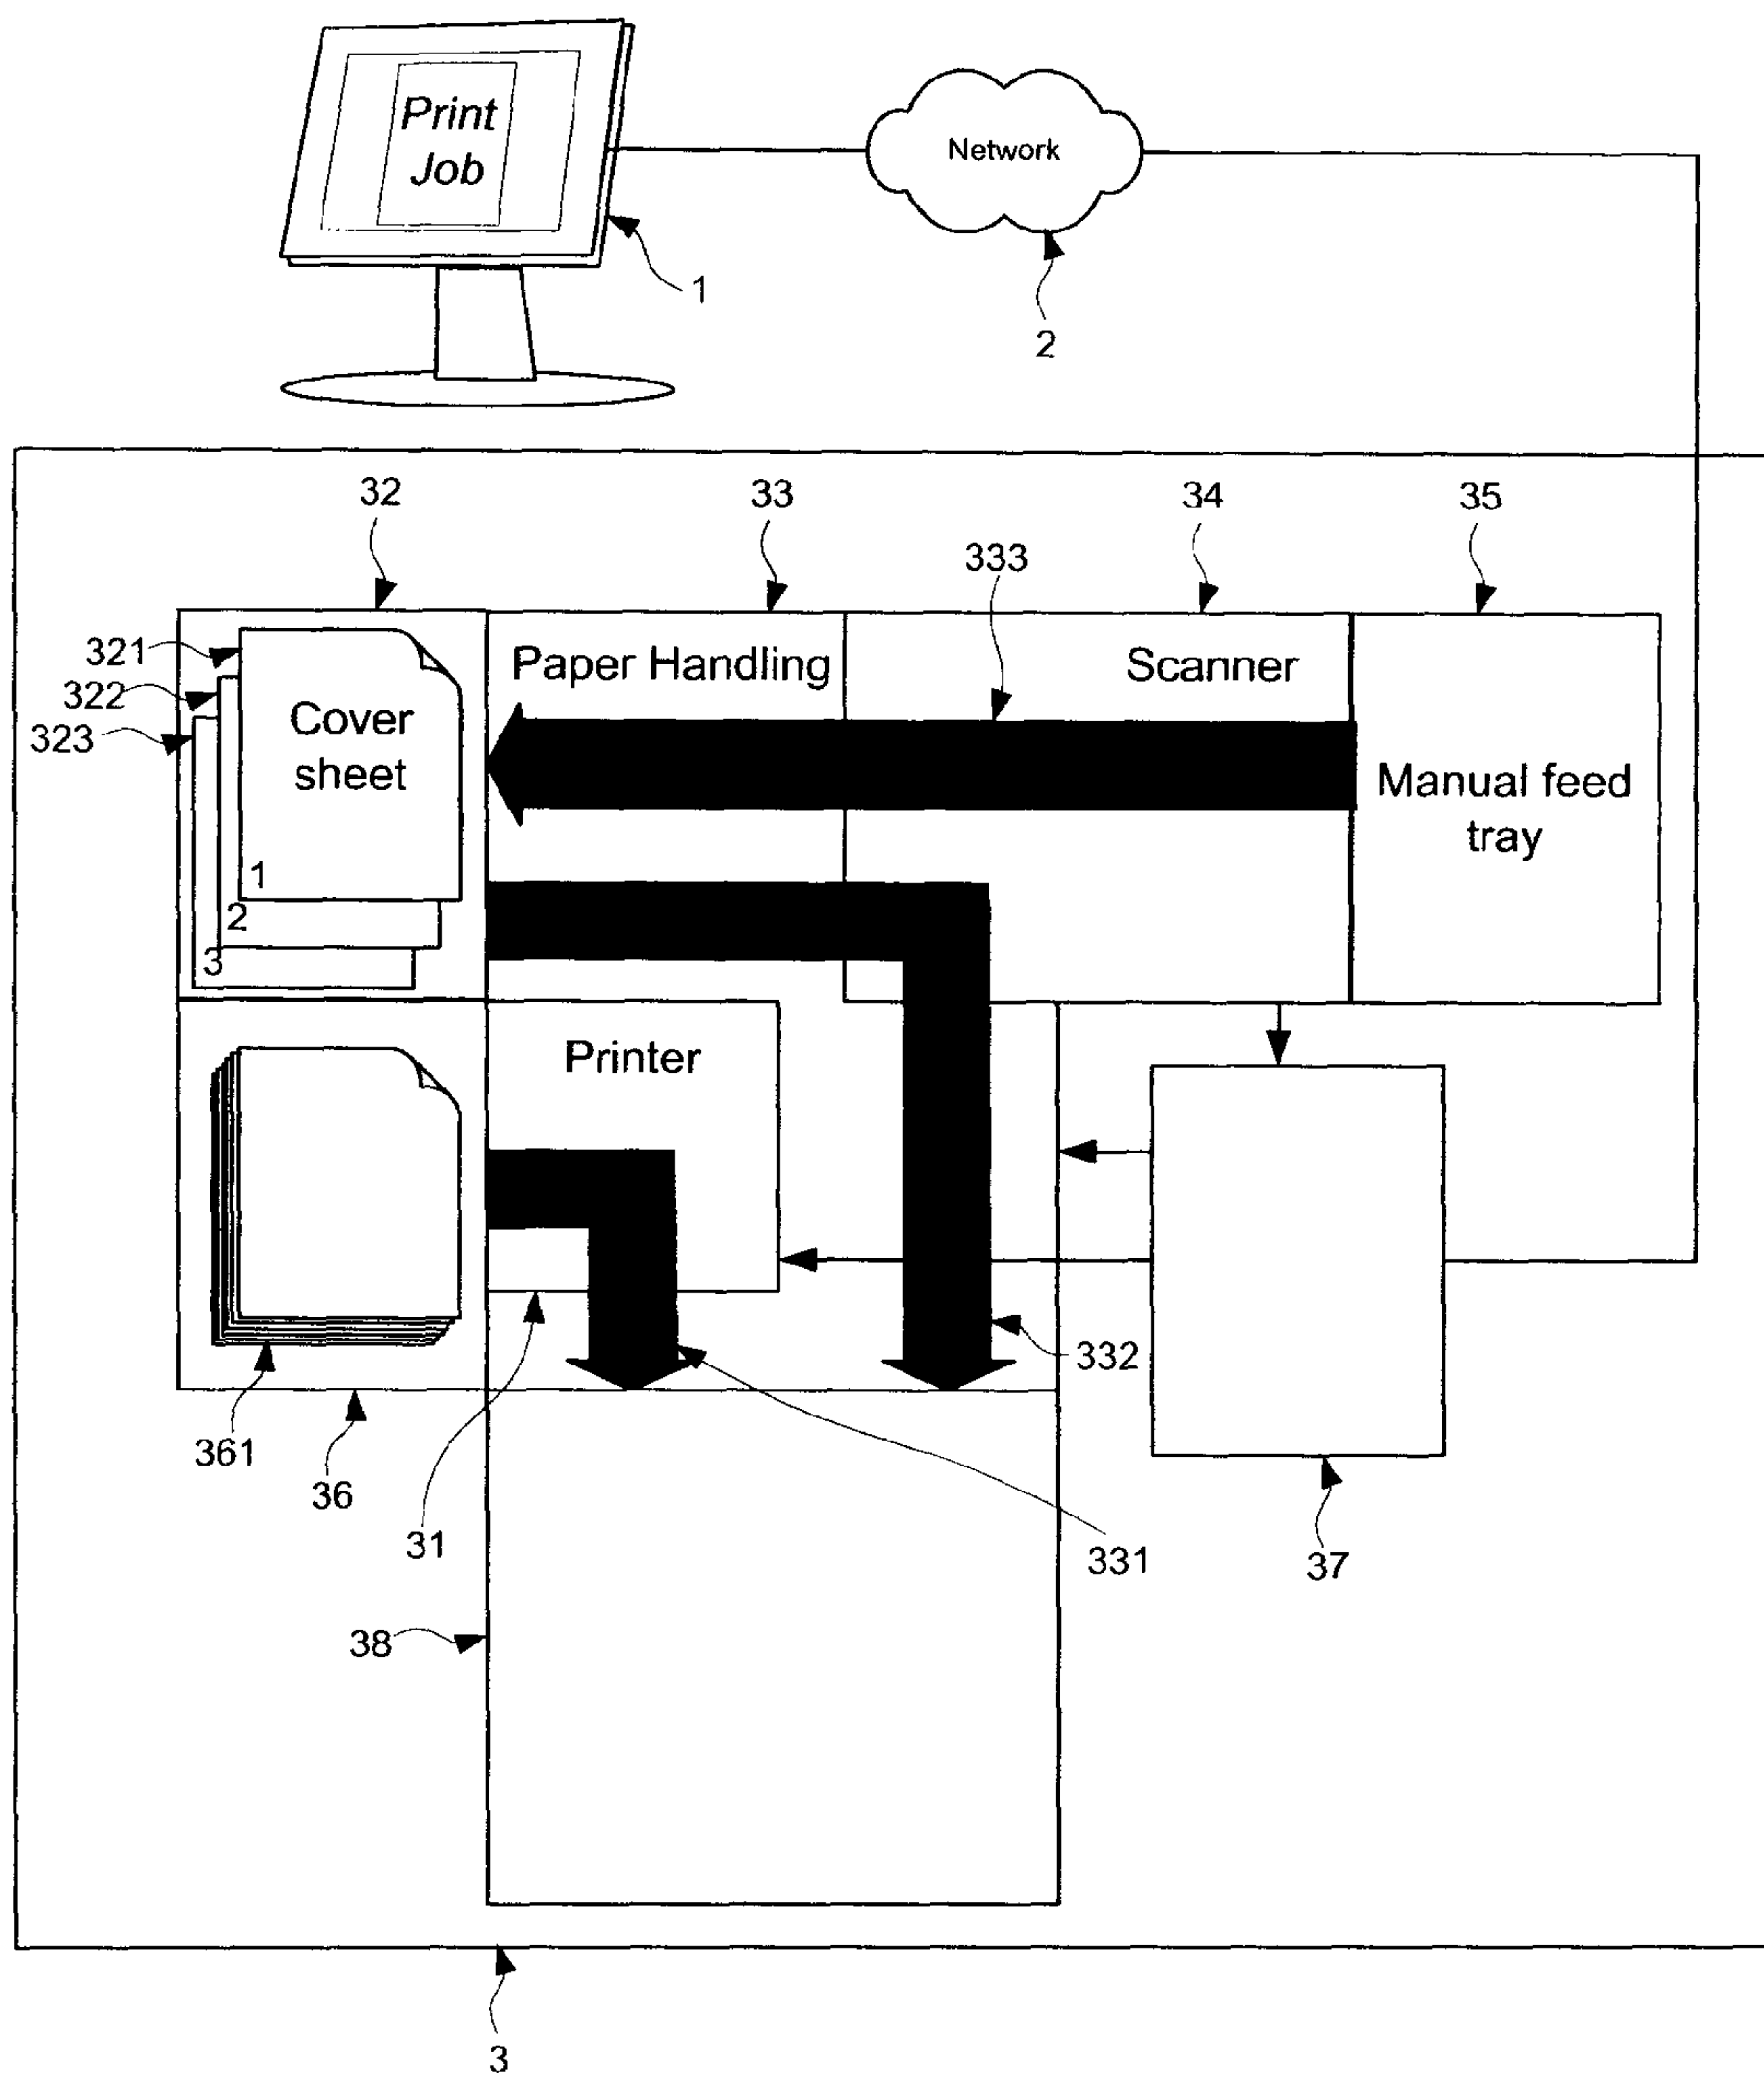 Print
Job
Network
1
2
32
33
34
35
333
321
322
323
Cover
sheet
1
2
3
Paper Handling
Scanner
Manual feed
tray
Printer
332
361
36
31
331
37
38
3